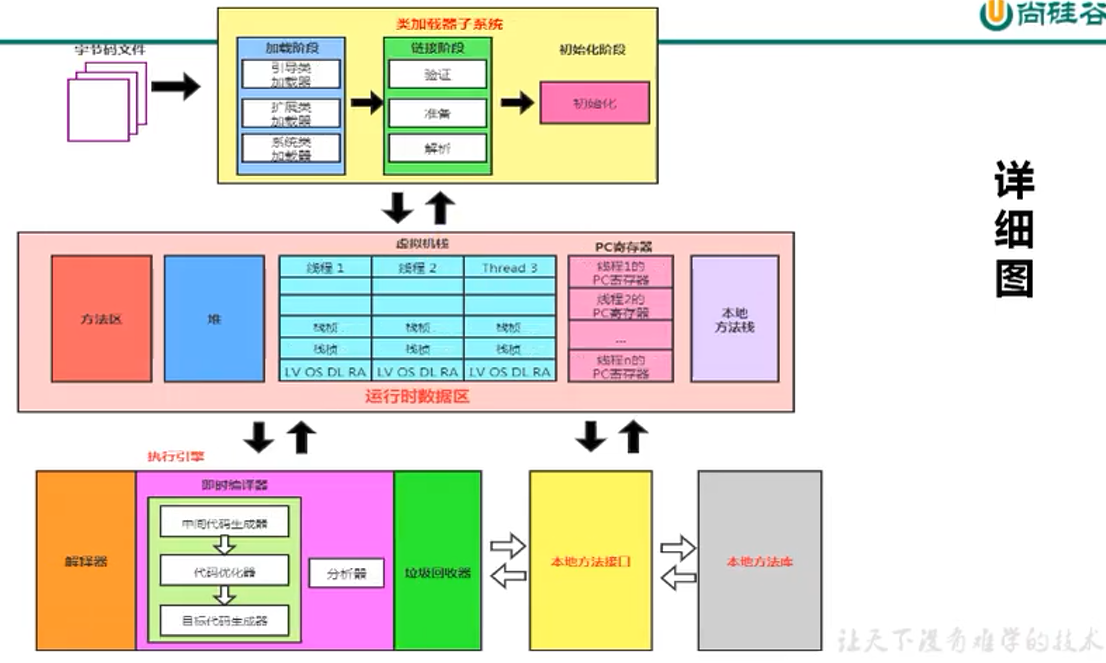 尚硅谷
类加载器子系统
字节码文件
加载阶段
引导类
加载器
扩展类
加载器
系统类
加载器
链接阶段
验证
准备
解析
初始化阶段
初始化
详
细
图
虚拟机栈
PC寄存器
方法区
堆
线程 1
线程 2
Thread 3
栈桢
栈桢
栈桢
栈桢
栈桢
栈桢
LV OS DL RA
LV OS DL RA
LV OS DL RA
线程1的
PC寄存器
线程2的
PC寄存器
...
线程n的
PC寄存器
本地
方法栈
运行时数据区
执行引擎
解释器
即时编译器
中间代码生成器
代码优化器
目标代码生成器
分析器
垃圾回收器
本地方法接口
本地方法库
让天下没有难学的技术